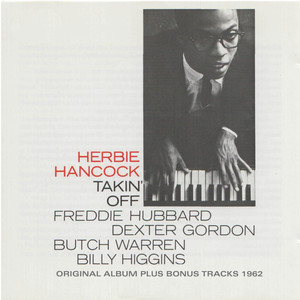 HERBIE
HANCOCK
TAKIN'
OFF
FREDDIE HUBBARD
DEXTER GORDON
BUTCH WARREN
BILLY HIGGINS
ORIGINAL ALBUM PLUS BONUS TRACKS 1962